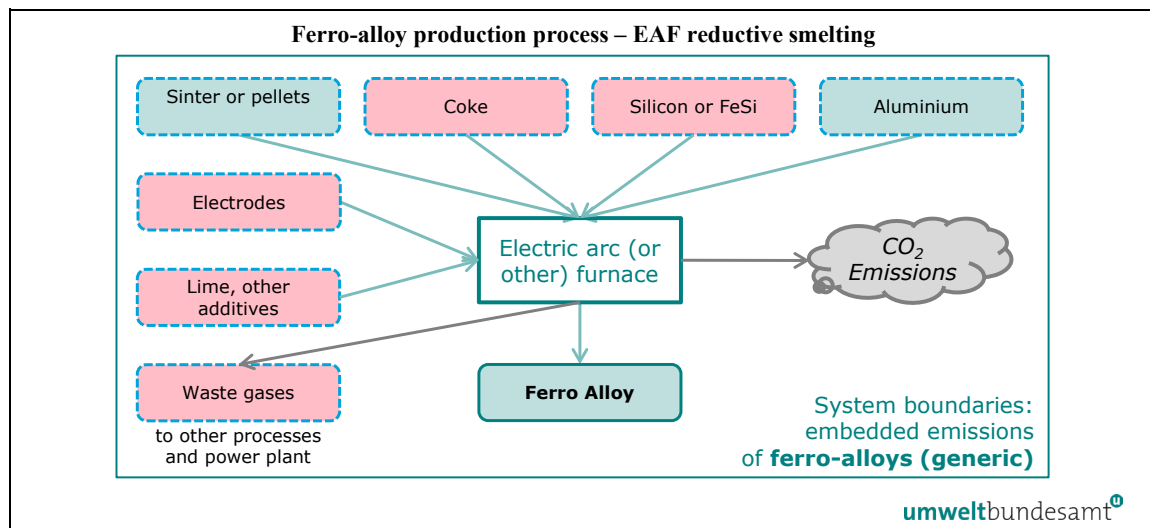 Ferro-alloy production process – EAF reductive smelting
Sinter or pellets
Coke
Silicon or FeSi
Aluminium
Electrodes
Electric arc (or
other) furnace
CO₂
Emissions
Lime, other
additives
Waste gases
Ferro Alloy
to other processes
and power plant
System boundaries:
embedded emissions
of ferro-alloys (generic)
umweltbundesamt
u